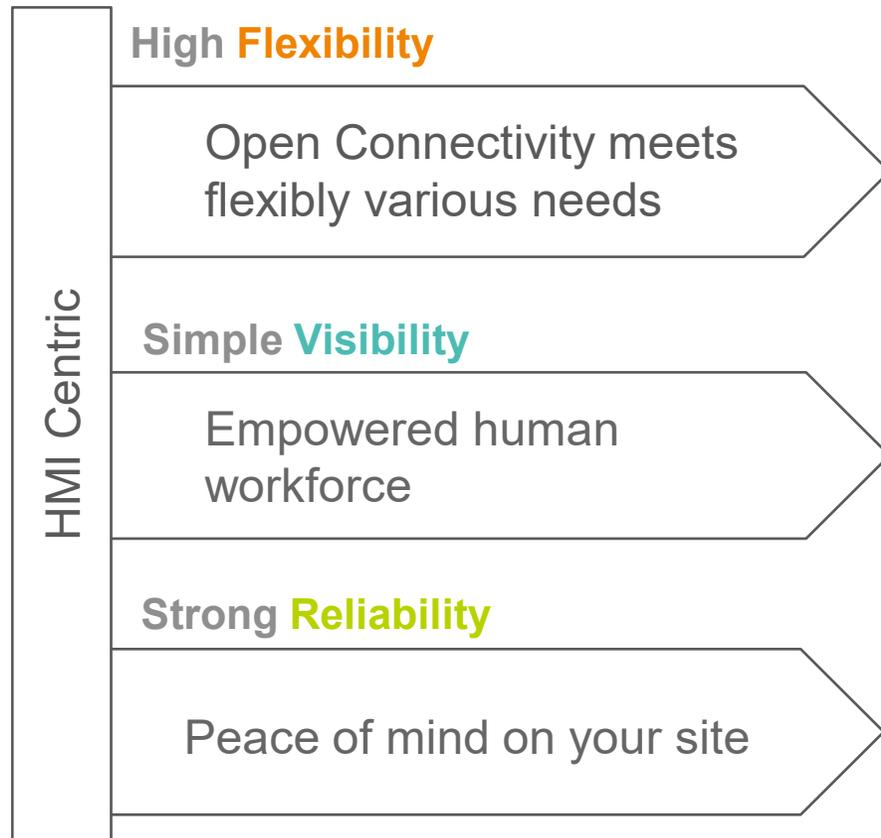 HMI Centric
High Flexibility
Open Connectivity meets
flexibly various needs
Simple Visibility
Empowered human
workforce
Strong Reliability
Peace of mind on your site